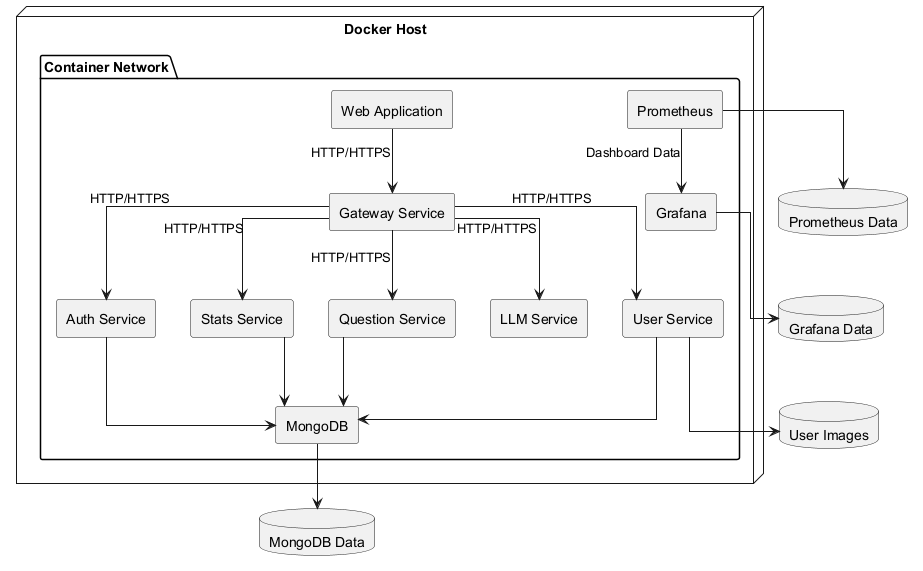 Docker Host
Container Network
Web Application
Prometheus
HTTP/HTTPS
Dashboard Data
HTTP/HTTPS
HTTP/HTTPS
Gateway Service
Grafana
Prometheus Data
HTTP/HTTPS
HTTP/HTTPS
HTTP/HTTPS
Auth Service
Stats Service
Question Service
LLM Service
User Service
Grafana Data
MongoDB
User Images
MongoDB Data